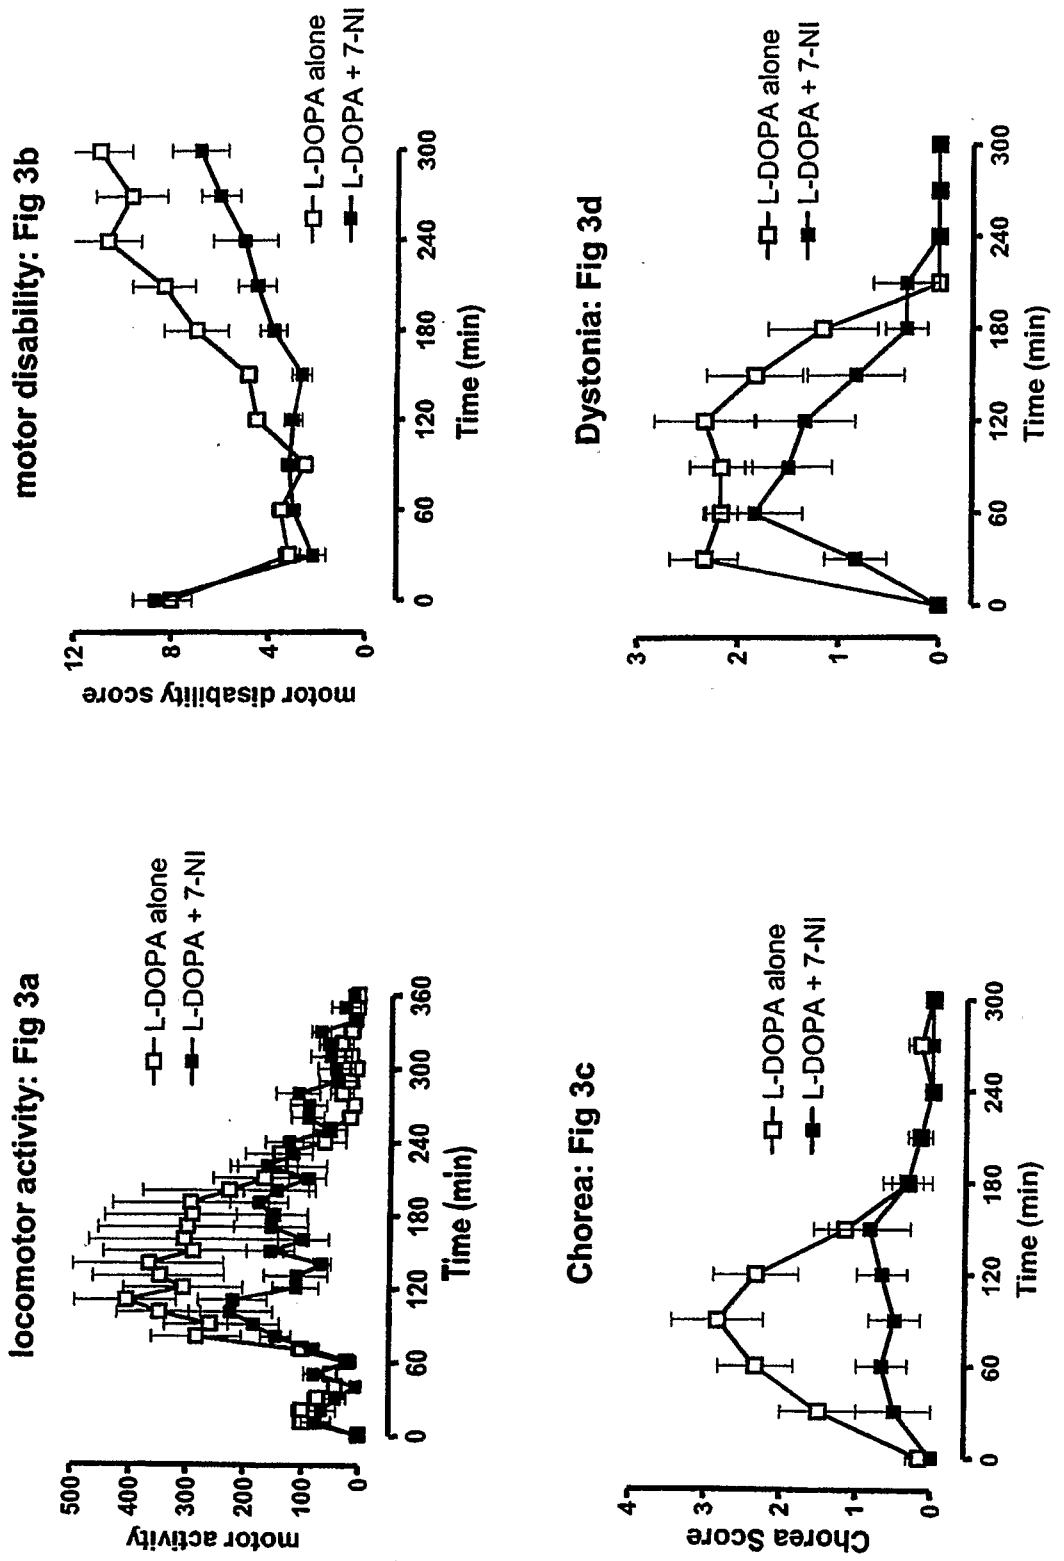 locomotor activity: Fig 3a
L-DOPA alone
L-DOPA + 7-NI
500
400
300
200
100
0
motor activity
0 60 120 180 240 300 360
Time (min)
motor disability: Fig 3b
L-DOPA alone
L-DOPA + 7-NI
12
8
4
0
motor disability score
0 60 120 180 240 300
Time (min)
Chorea: Fig 3c
L-DOPA alone
L-DOPA + 7-NI
4
3
2
1
0
Chorea Score
0 60 120 180 240 300
Time (min)
Dystonia: Fig 3d
L-DOPA alone
L-DOPA + 7-NI
3
2
1
0
0 60 120 180 240 300
Time (min)